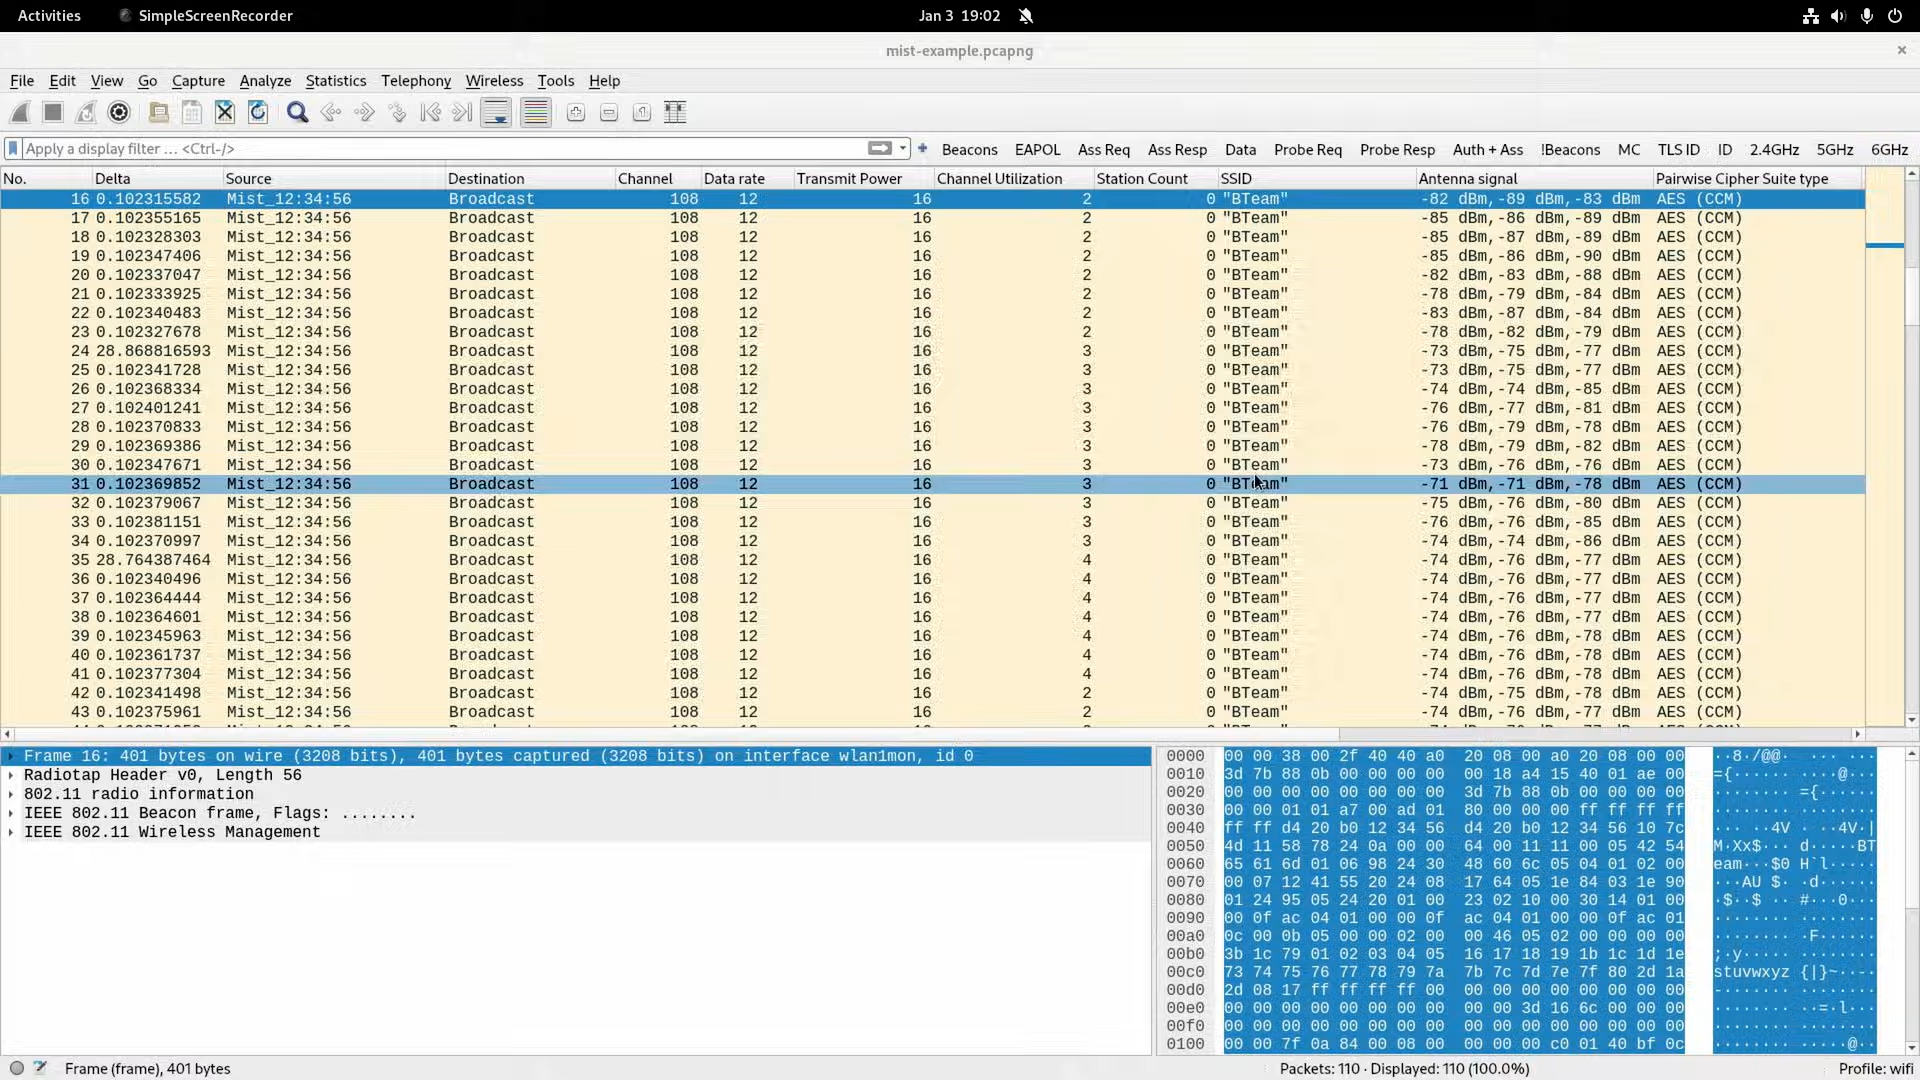 Activities SimpleScreenRecorder Jan 3 19:02
mist-example.pcapng
File Edit View Go Capture Analyze Statistics Telephony Wireless Tools Help
Apply a display filter … <Ctrl-/> Beacons EAPOL Ass Req Ass Resp Data Probe Req Probe Resp Auth + Ass !Beacons MC TLS ID ID 2.4GHz 5GHz 6GHz
No. Delta Source Destination Channel Data rate Transmit Power Channel Utilization Station Count SSID Antenna signal Pairwise Cipher Suite type
16 0.102315582 Mist_12:34:56 Broadcast 108 12 16 2 0 "BTeam" -82 dBm,-89 dBm,-83 dBm AES (CCM)
17 0.102355165 Mist_12:34:56 Broadcast 108 12 16 2 0 "BTeam" -85 dBm,-86 dBm,-89 dBm AES (CCM)
18 0.102328303 Mist_12:34:56 Broadcast 108 12 16 2 0 "BTeam" -85 dBm,-87 dBm,-89 dBm AES (CCM)
19 0.102347406 Mist_12:34:56 Broadcast 108 12 16 2 0 "BTeam" -85 dBm,-86 dBm,-90 dBm AES (CCM)
20 0.102337047 Mist_12:34:56 Broadcast 108 12 16 2 0 "BTeam" -82 dBm,-83 dBm,-88 dBm AES (CCM)
21 0.102333925 Mist_12:34:56 Broadcast 108 12 16 2 0 "BTeam" -78 dBm,-79 dBm,-84 dBm AES (CCM)
22 0.102340483 Mist_12:34:56 Broadcast 108 12 16 2 0 "BTeam" -83 dBm,-87 dBm,-84 dBm AES (CCM)
23 0.102327678 Mist_12:34:56 Broadcast 108 12 16 2 0 "BTeam" -78 dBm,-82 dBm,-79 dBm AES (CCM)
24 28.868816593 Mist_12:34:56 Broadcast 108 12 16 3 0 "BTeam" -73 dBm,-75 dBm,-77 dBm AES (CCM)
25 0.102341728 Mist_12:34:56 Broadcast 108 12 16 3 0 "BTeam" -73 dBm,-75 dBm,-77 dBm AES (CCM)
26 0.102368334 Mist_12:34:56 Broadcast 108 12 16 3 0 "BTeam" -74 dBm,-74 dBm,-85 dBm AES (CCM)
27 0.102401241 Mist_12:34:56 Broadcast 108 12 16 3 0 "BTeam" -76 dBm,-77 dBm,-81 dBm AES (CCM)
28 0.102370833 Mist_12:34:56 Broadcast 108 12 16 3 0 "BTeam" -76 dBm,-79 dBm,-78 dBm AES (CCM)
29 0.102369386 Mist_12:34:56 Broadcast 108 12 16 3 0 "BTeam" -78 dBm,-79 dBm,-82 dBm AES (CCM)
30 0.102347671 Mist_12:34:56 Broadcast 108 12 16 3 0 "BTeam" -73 dBm,-76 dBm,-76 dBm AES (CCM)
31 0.102369852 Mist_12:34:56 Broadcast 108 12 16 3 0 "BTeam" -71 dBm,-71 dBm,-78 dBm AES (CCM)
32 0.102379067 Mist_12:34:56 Broadcast 108 12 16 3 0 "BTeam" -75 dBm,-76 dBm,-80 dBm AES (CCM)
33 0.102381151 Mist_12:34:56 Broadcast 108 12 16 3 0 "BTeam" -76 dBm,-76 dBm,-85 dBm AES (CCM)
34 0.102370997 Mist_12:34:56 Broadcast 108 12 16 3 0 "BTeam" -74 dBm,-74 dBm,-86 dBm AES (CCM)
35 28.764387464 Mist_12:34:56 Broadcast 108 12 16 4 0 "BTeam" -74 dBm,-76 dBm,-77 dBm AES (CCM)
36 0.102340496 Mist_12:34:56 Broadcast 108 12 16 4 0 "BTeam" -74 dBm,-76 dBm,-77 dBm AES (CCM)
37 0.102364444 Mist_12:34:56 Broadcast 108 12 16 4 0 "BTeam" -74 dBm,-76 dBm,-77 dBm AES (CCM)
38 0.102364601 Mist_12:34:56 Broadcast 108 12 16 4 0 "BTeam" -74 dBm,-76 dBm,-77 dBm AES (CCM)
39 0.102345963 Mist_12:34:56 Broadcast 108 12 16 4 0 "BTeam" -74 dBm,-76 dBm,-78 dBm AES (CCM)
40 0.102361737 Mist_12:34:56 Broadcast 108 12 16 4 0 "BTeam" -74 dBm,-76 dBm,-78 dBm AES (CCM)
41 0.102377304 Mist_12:34:56 Broadcast 108 12 16 4 0 "BTeam" -74 dBm,-76 dBm,-78 dBm AES (CCM)
42 0.102341498 Mist_12:34:56 Broadcast 108 12 16 2 0 "BTeam" -74 dBm,-75 dBm,-78 dBm AES (CCM)
43 0.102375961 Mist_12:34:56 Broadcast 108 12 16 2 0 "BTeam" -74 dBm,-76 dBm,-77 dBm AES (CCM)
Frame 16: 401 bytes on wire (3208 bits), 401 bytes captured (3208 bits) on interface wlan1mon, id 0
Radiotap Header v0, Length 56
802.11 radio information
IEEE 802.11 Beacon frame, Flags: ........
IEEE 802.11 Wireless Management
0000 00 00 38 00 2f 40 40 a0 20 08 00 a0 20 08 00 00 ··8·/@@· ··· ···
0010 3d 7b 88 0b 00 00 00 00 00 18 a4 15 40 01 ae 00 ={······ ····@···
0020 00 00 00 00 00 00 00 00 3d 7b 88 0b 00 00 00 00 ········ ={······
0030 00 00 01 01 a7 00 ad 01 80 00 00 00 ff ff ff ff ········ ········
0040 ff ff d4 20 b0 12 34 56 d4 20 b0 12 34 56 10 7c ··· ··4V · ··4V·|
0050 4d 11 58 78 24 0a 00 00 64 00 11 11 00 05 42 54 M·Xx$··· d·····BT
0060 65 61 6d 01 06 98 24 30 48 60 6c 05 04 01 02 00 eam···$0 H`l·····
0070 00 07 12 41 55 20 24 08 17 64 05 1e 84 03 1e 90 ···AU $· ·d······
0080 01 24 95 05 24 20 01 00 23 02 10 00 30 14 01 00 ·$··$ ·· #···0···
0090 00 0f ac 04 01 00 00 0f ac 04 01 00 00 0f ac 01 ········ ········
00a0 0c 00 0b 05 00 00 02 00 00 46 05 02 00 00 00 00 ········ ·F······
00b0 3b 1c 79 01 02 03 04 05 16 17 18 19 1b 1c 1d 1e ;·y····· ········
00c0 73 74 75 76 77 78 79 7a 7b 7c 7d 7e 7f 80 2d 1a stuvwxyz {|}~··-·
00d0 2d 08 17 ff ff ff ff 00 00 00 00 00 00 00 00 00 -······· ········
00e0 00 00 00 00 00 00 00 00 00 00 3d 16 6c 00 00 00 ········ ··=·l···
00f0 00 00 00 00 00 00 00 00 00 00 00 00 00 00 00 00 ········ ········
0100 00 00 7f 0a 84 00 08 00 00 00 00 c0 01 40 bf 0c ········ ·····@··
Frame (frame), 401 bytes Packets: 110 · Displayed: 110 (100.0%) Profile: wifi